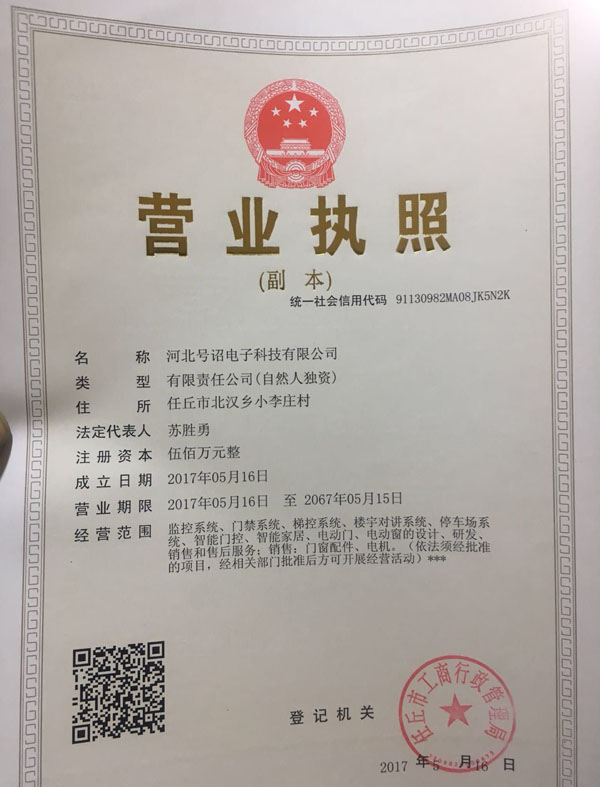 营业执照
(副 本)
统一社会信用代码 91130982MA08JK5N2K
名称 河北号诏电子科技有限公司
类型 有限责任公司(自然人独资)
住所 任丘市北汉乡小李庄村
法定代表人 苏胜勇
注册资本 伍佰万元整
成立日期 2017年05月16日
营业期限 2017年05月16日 至 2067年05月15日
经营范围 监控系统、门禁系统、梯控系统、楼宇对讲系统、停车场系
统、智能门控、智能家居、电动门、电动窗的设计、研发、
销售和售后服务；销售：门窗配件、电机。（依法须经批准
的项目，经相关部门批准后方可开展经营活动）***
登记机关
任丘市工商行政管理局
2017 年 5 月 16 日